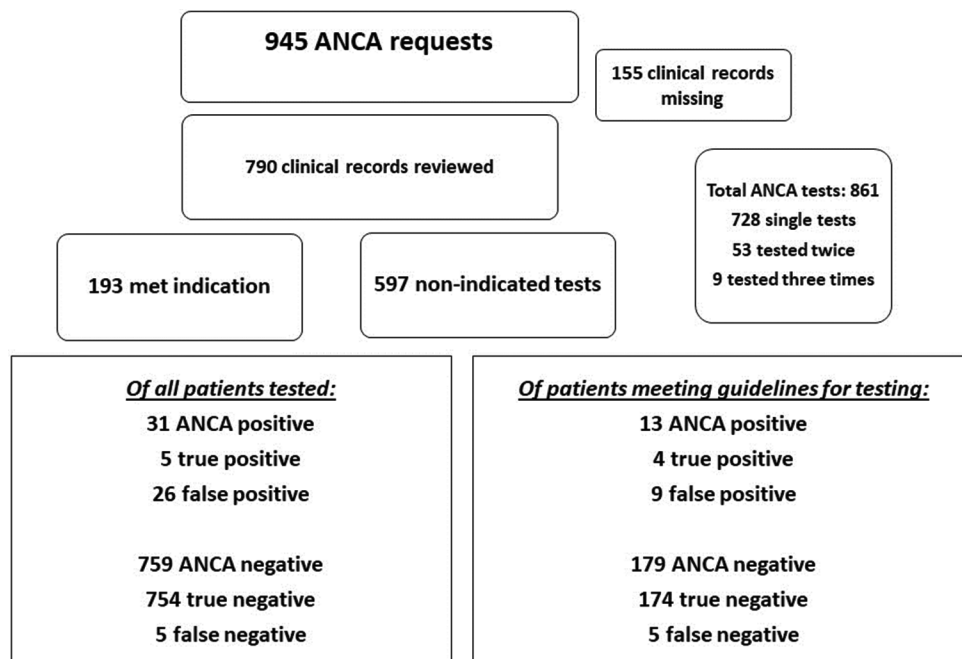 945 ANCA requests
155 clinical records
missing
790 clinical records reviewed
Total ANCA tests: 861
728 single tests
53 tested twice
9 tested three times
193 met indication
597 non-indicated tests
Of all patients tested:
31 ANCA positive
5 true positive
26 false positive
759 ANCA negative
754 true negative
5 false negative
Of patients meeting guidelines for testing:
13 ANCA positive
4 true positive
9 false positive
179 ANCA negative
174 true negative
5 false negative